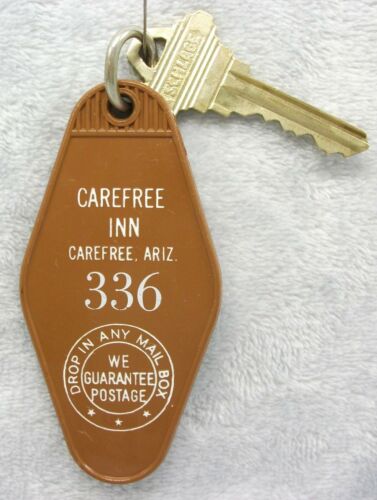 SCHLAGE
CAREFREE
INN
CAREFREE, ARIZ.
336
DROP IN ANY MAIL BOX
WE
GUARANTEE
POSTAGE